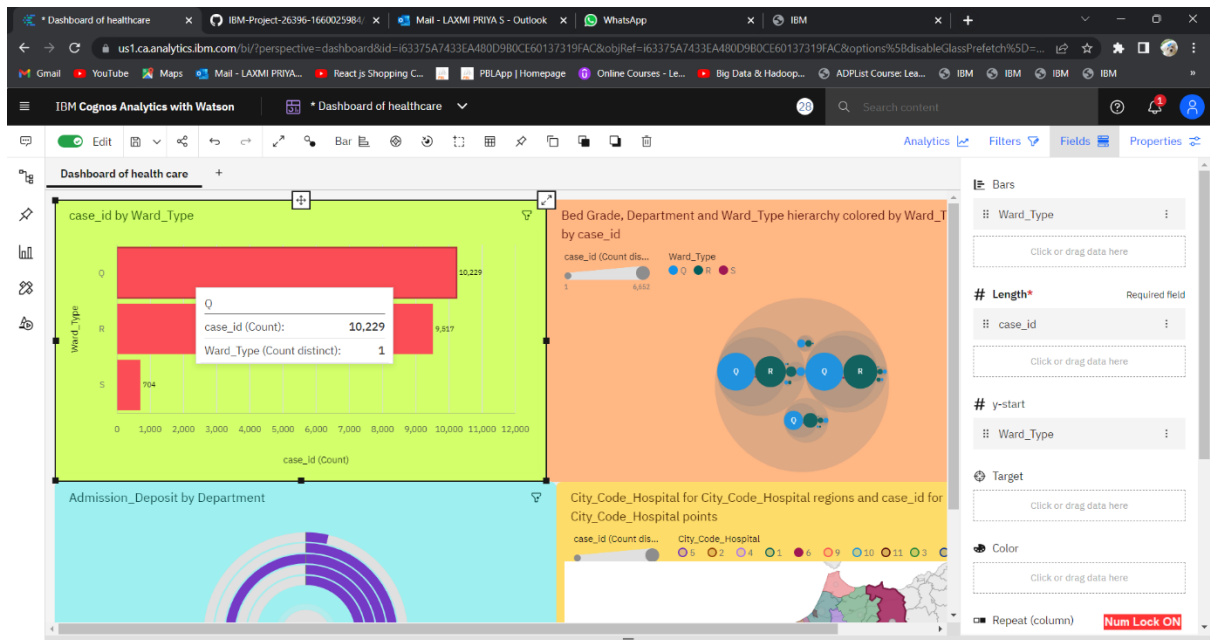 * Dashboard of healthcare
IBM-Project-26396-1660025984/
Mail - LAXMI PRIYA S - Outlook
WhatsApp
IBM
us1.ca.analytics.ibm.com/bi/?perspective=dashboard&id=i63375A7433EA480D9B0CE60137319FAC&objRef=i63375A7433EA480D9B0CE60137319FAC&options%5BdisableGlassPrefetch%5D=...
Gmail
YouTube
Maps
Mail - LAXMI PRIYA...
React js Shopping C...
PBLApp | Homepage
Online Courses - Le...
Big Data & Hadoop...
ADPList Course: Lea...
IBM
IBM
IBM
IBM
»
IBM Cognos Analytics with Watson
* Dashboard of healthcare
28
Search content
1
Edit
Bar
Analytics
Filters
Fields
Properties
Dashboard of health care
+
case_id by Ward_Type
Ward_Type
Q
10,229
R
9,517
S
704
Q
case_id (Count): 10,229
Ward_Type (Count distinct): 1
0 1,000 2,000 3,000 4,000 5,000 6,000 7,000 8,000 9,000 10,000 11,000 12,000
case_id (Count)
Bed Grade, Department and Ward_Type hierarchy colored by Ward_T
by case_id
case_id (Count dis...
1
Ward_Type
Q R S
Q R Q R
Q
Admission_Deposit by Department
City_Code_Hospital for City_Code_Hospital regions and case_id for
City_Code_Hospital points
case_id (Count dis...
City_Code_Hospital
5 2 4 1 6 9 10 11 3
Bars
Ward_Type
Click or drag data here
# Length*
Required field
case_id
Click or drag data here
# y-start
Ward_Type
Target
Click or drag data here
Color
Click or drag data here
Repeat (column)
Num Lock ON